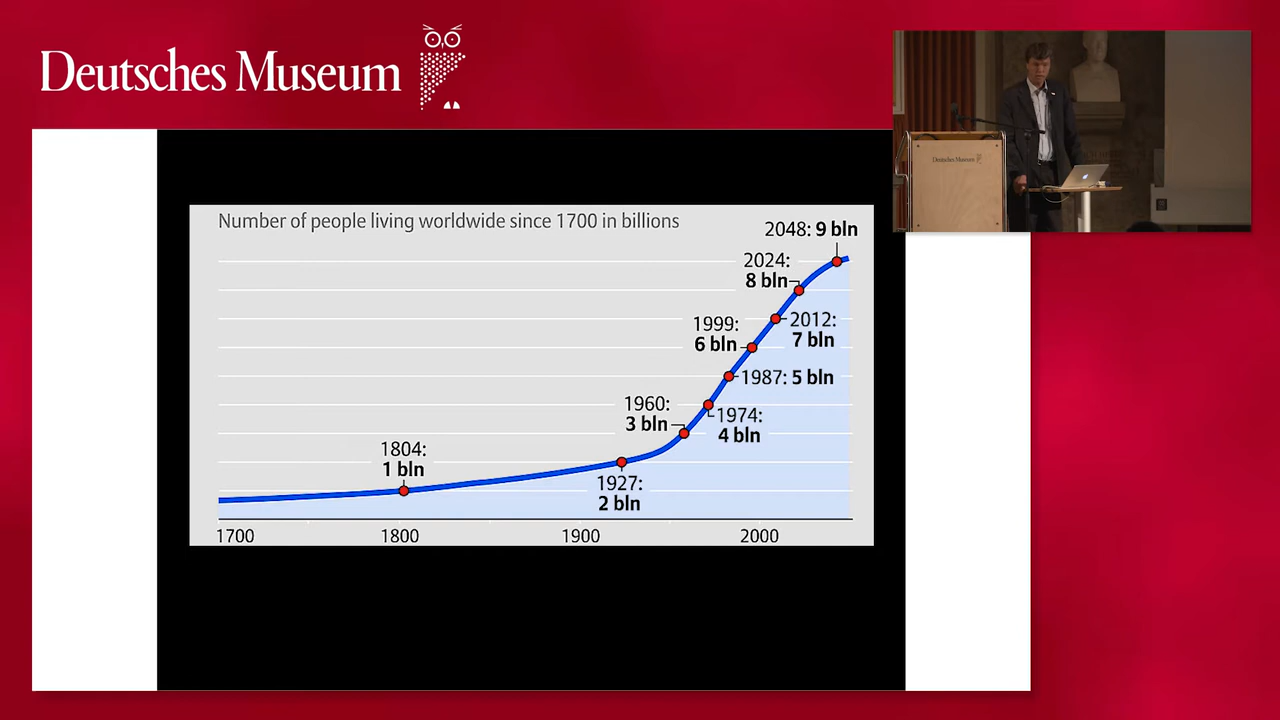 Deutsches Museum
Deutsches Museum
Number of people living worldwide since 1700 in billions
2048: 9 bln
2024:
8 bln
2012:
7 bln
1999:
6 bln
1987: 5 bln
1974:
4 bln
1960:
3 bln
1927:
2 bln
1804:
1 bln
1700
1800
1900
2000